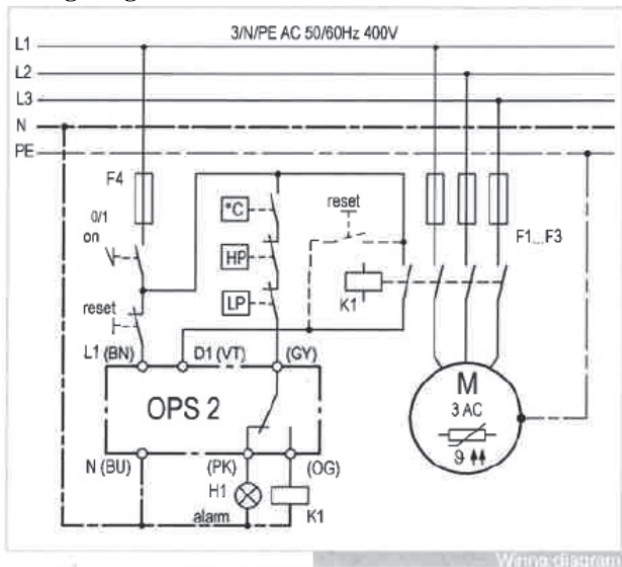 3/N/PE AC 50/60Hz 400V
L1
L2
L3
N
PE
F4
0/1
on
reset
°C
HP
LP
reset
K1
F1...F3
L1 (BN)
D1 (VT)
(GY)
OPS 2
M
3 AC
ϑ
N (BU)
(PK)
(OG)
H1
K1
alarm
Wiring diagram